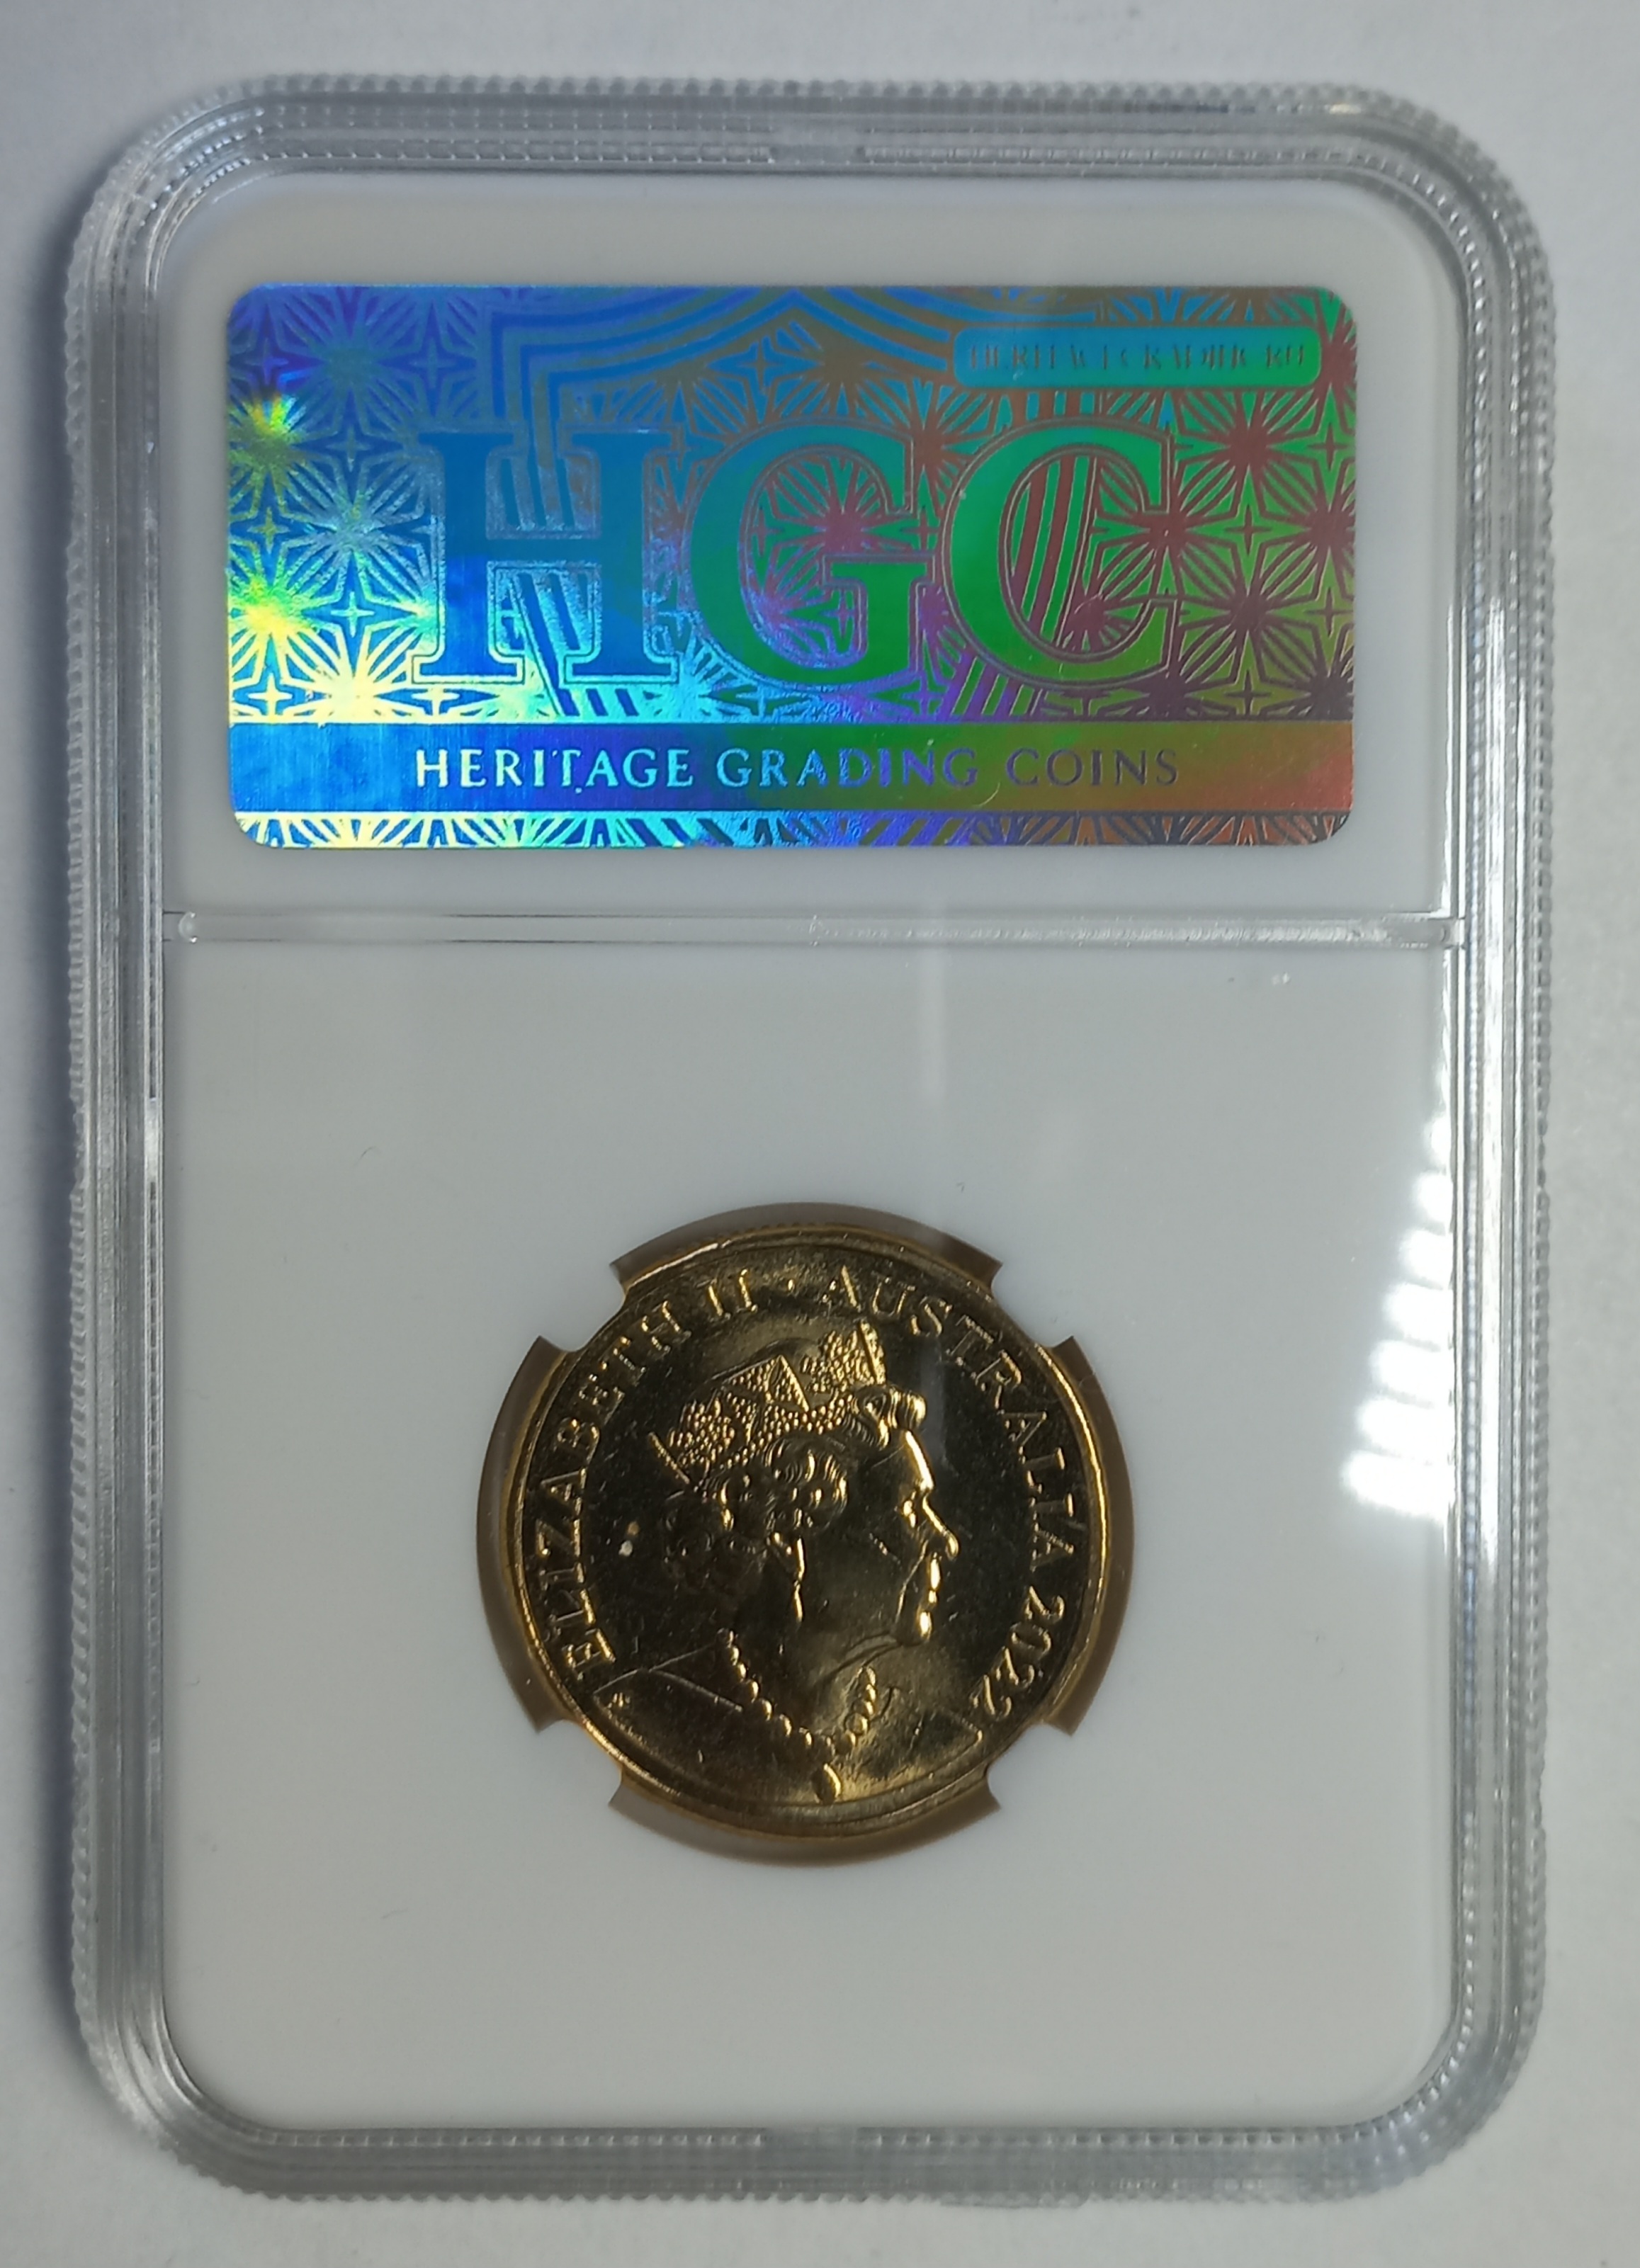 HGC
HERITAGE GRADING COINS
ELIZABETH II · AUSTRALIA 2022